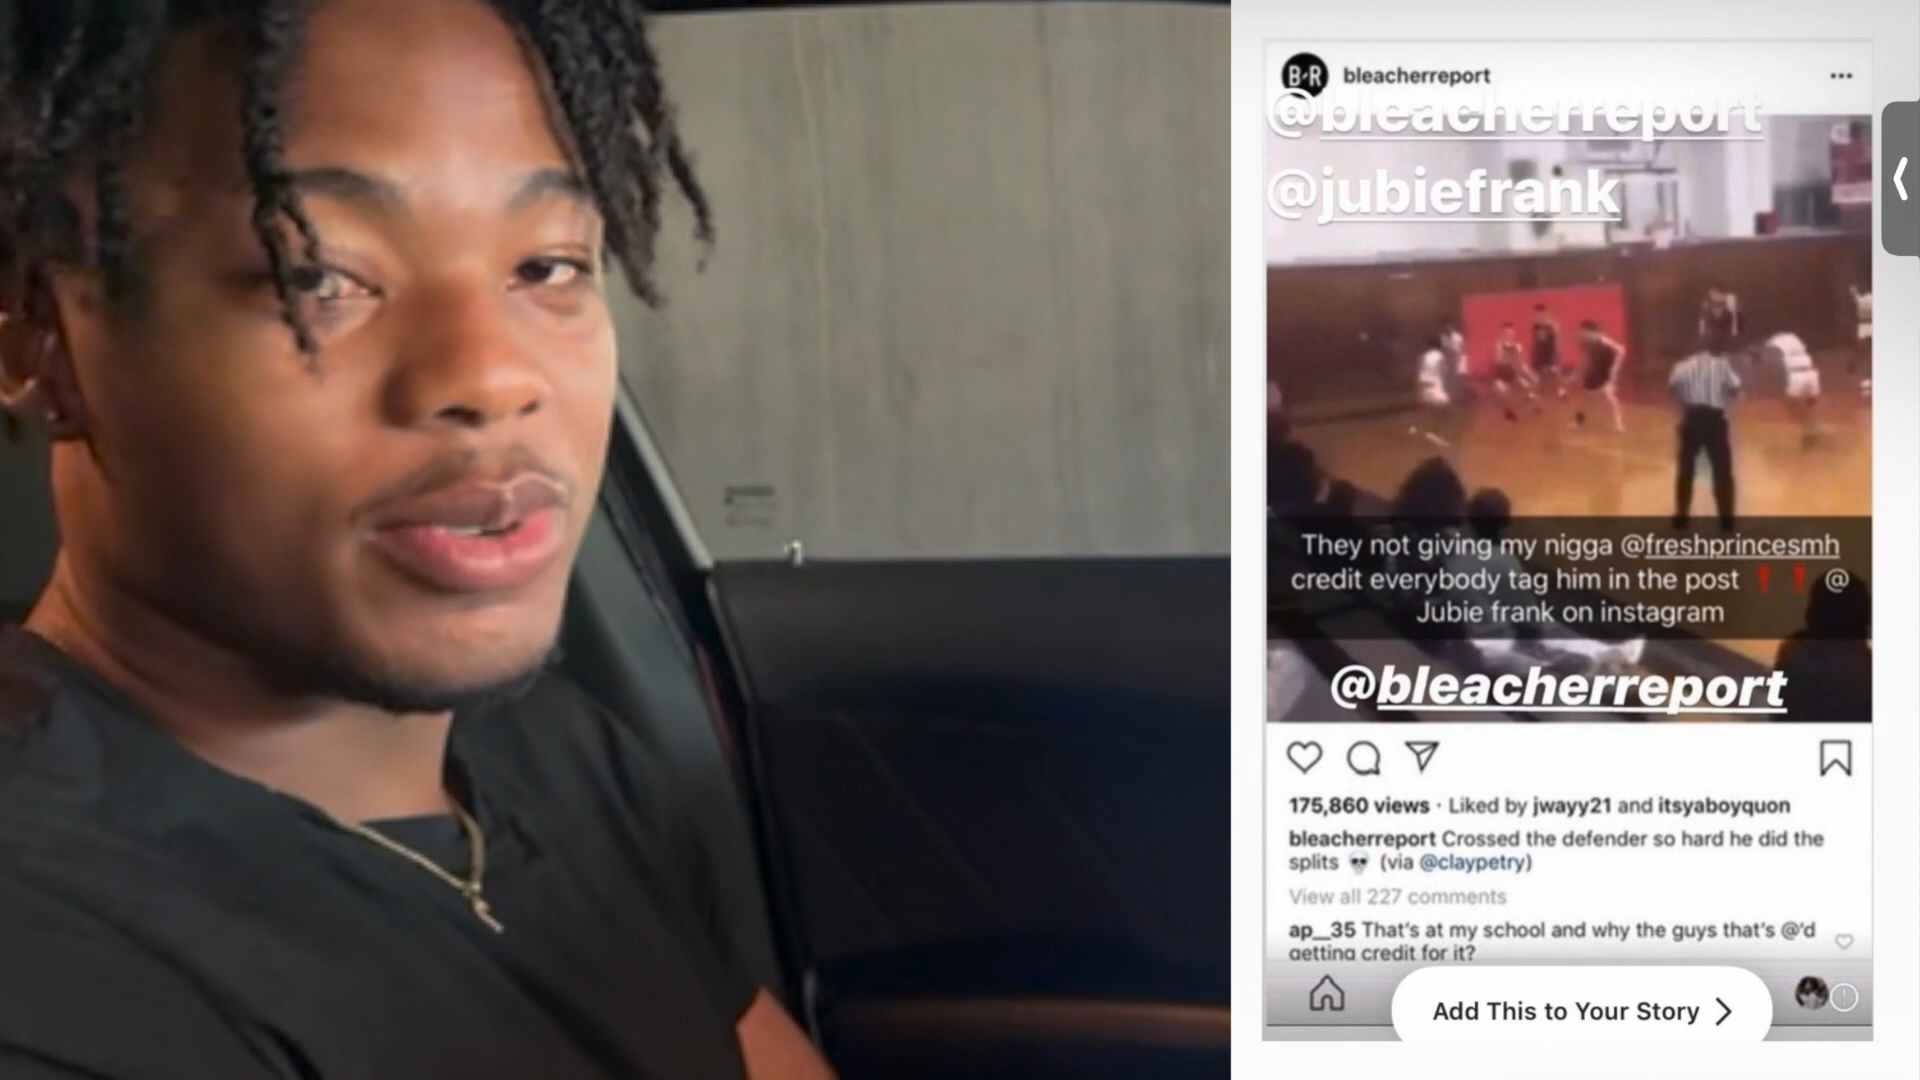 B-R bleacherreport
@bleacherreport
@jubiefrank
They not giving my nigga @freshprincesmh
credit everybody tag him in the post ❗❗ @
Jubie frank on instagram
@bleacherreport
175,860 views · Liked by jwayy21 and itsyaboyquon
bleacherreport Crossed the defender so hard he did the
splits 💀 (via @claypetry)
View all 227 comments
ap__35 That's at my school and why the guys that's @'d
getting credit for it?
Add This to Your Story